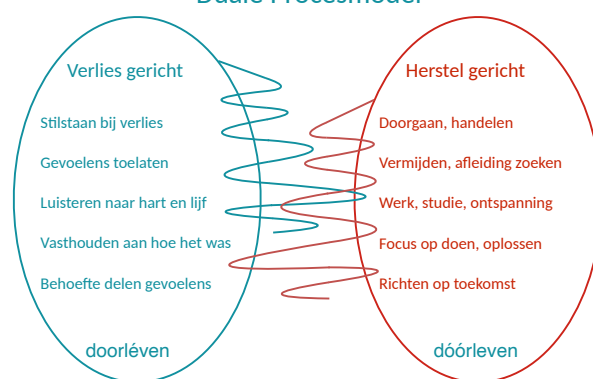 Duale Procesmodel
Verlies gericht
Stilstaan bij verlies
Gevoelens toelaten
Luisteren naar hart en lijf
Vasthouden aan hoe het was
Behoefte delen gevoelens
doorléven
Herstel gericht
Doorgaan, handelen
Vermijden, afleiding zoeken
Werk, studie, ontspanning
Focus op doen, oplossen
Richten op toekomst
dóórleven